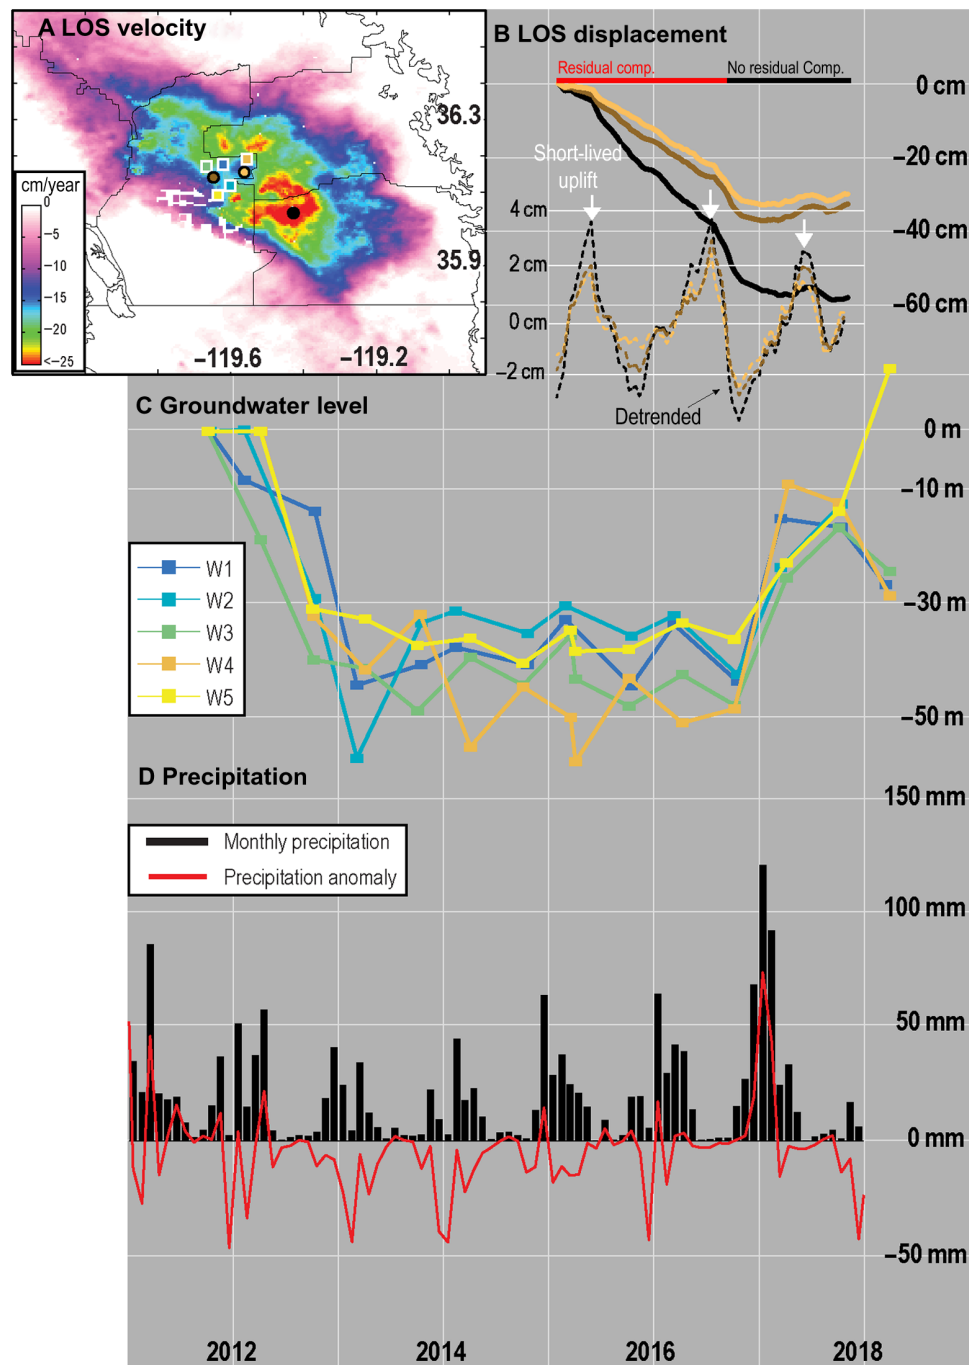 A LOS velocity
36.3
35.9
−119.6
−119.2
cm/year
0
−5
−10
−15
−20
<−25
B LOS displacement
Residual comp.
No residual Comp.
0 cm
−20 cm
−40 cm
−60 cm
Short-lived
uplift
4 cm
2 cm
0 cm
−2 cm
Detrended
C Groundwater level
0 m
−10 m
−30 m
−50 m
W1
W2
W3
W4
W5
D Precipitation
150 mm
Monthly precipitation
Precipitation anomaly
100 mm
50 mm
0 mm
−50 mm
2012
2014
2016
2018